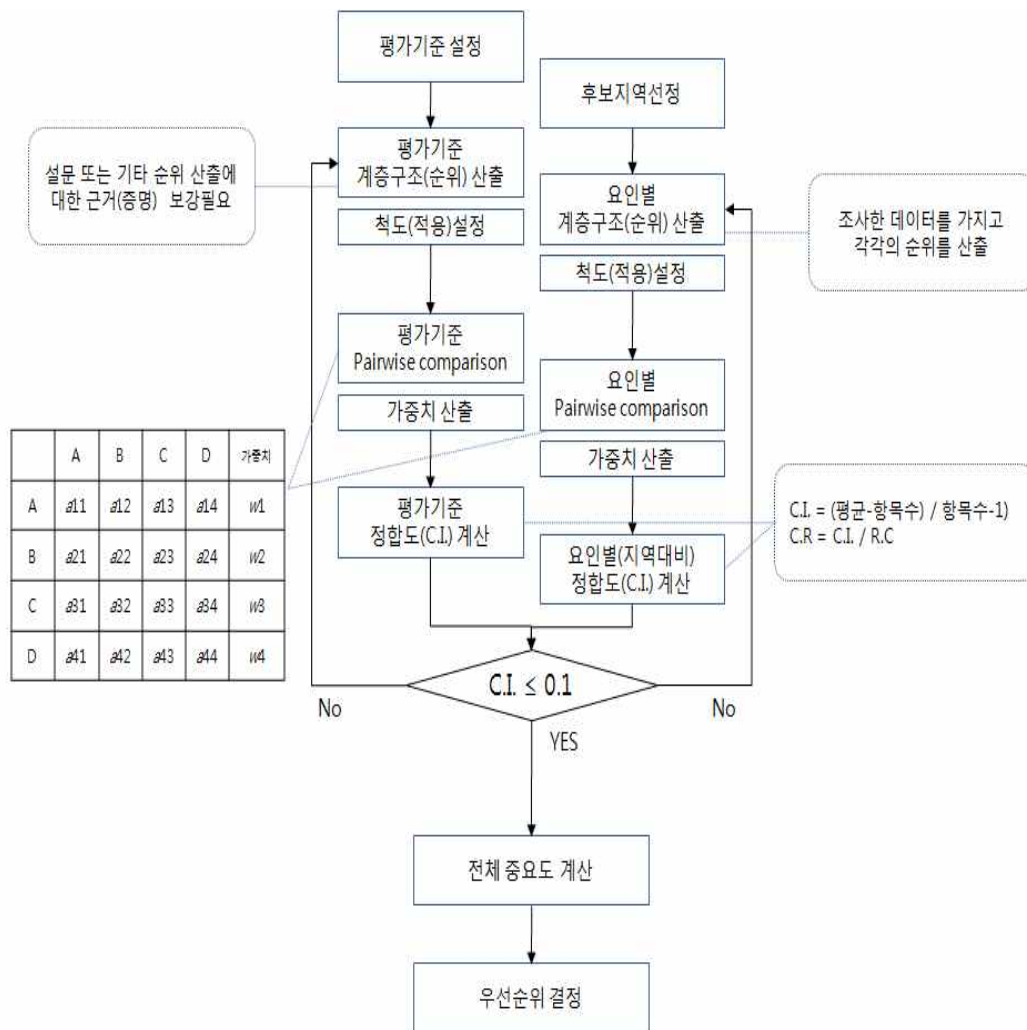 평가기준 설정
후보지역선정
평가기준
계층구조(순위) 산출
설문 또는 기타 순위 산출에
대한 근거(증명) 보강필요
척도(적용)설정
요인별
계층구조(순위) 산출
조사한 데이터를 가지고
각각의 순위를 산출
척도(적용)설정
평가기준
Pairwise comparison
가중치 산출
요인별
Pairwise comparison
가중치 산출
A B C D 가중치
A a11 a12 a13 a14 w1
B a21 a22 a23 a24 w2
C a31 a32 a33 a34 w3
D a41 a42 a43 a44 w4
평가기준
정합도(C.I.) 계산
요인별(지역대비)
정합도(C.I.) 계산
C.I. = (평균-항목수) / 항목수-1)
C.R = C.I. / R.C
C.I. ≤ 0.1
No
No
YES
전체 중요도 계산
우선순위 결정